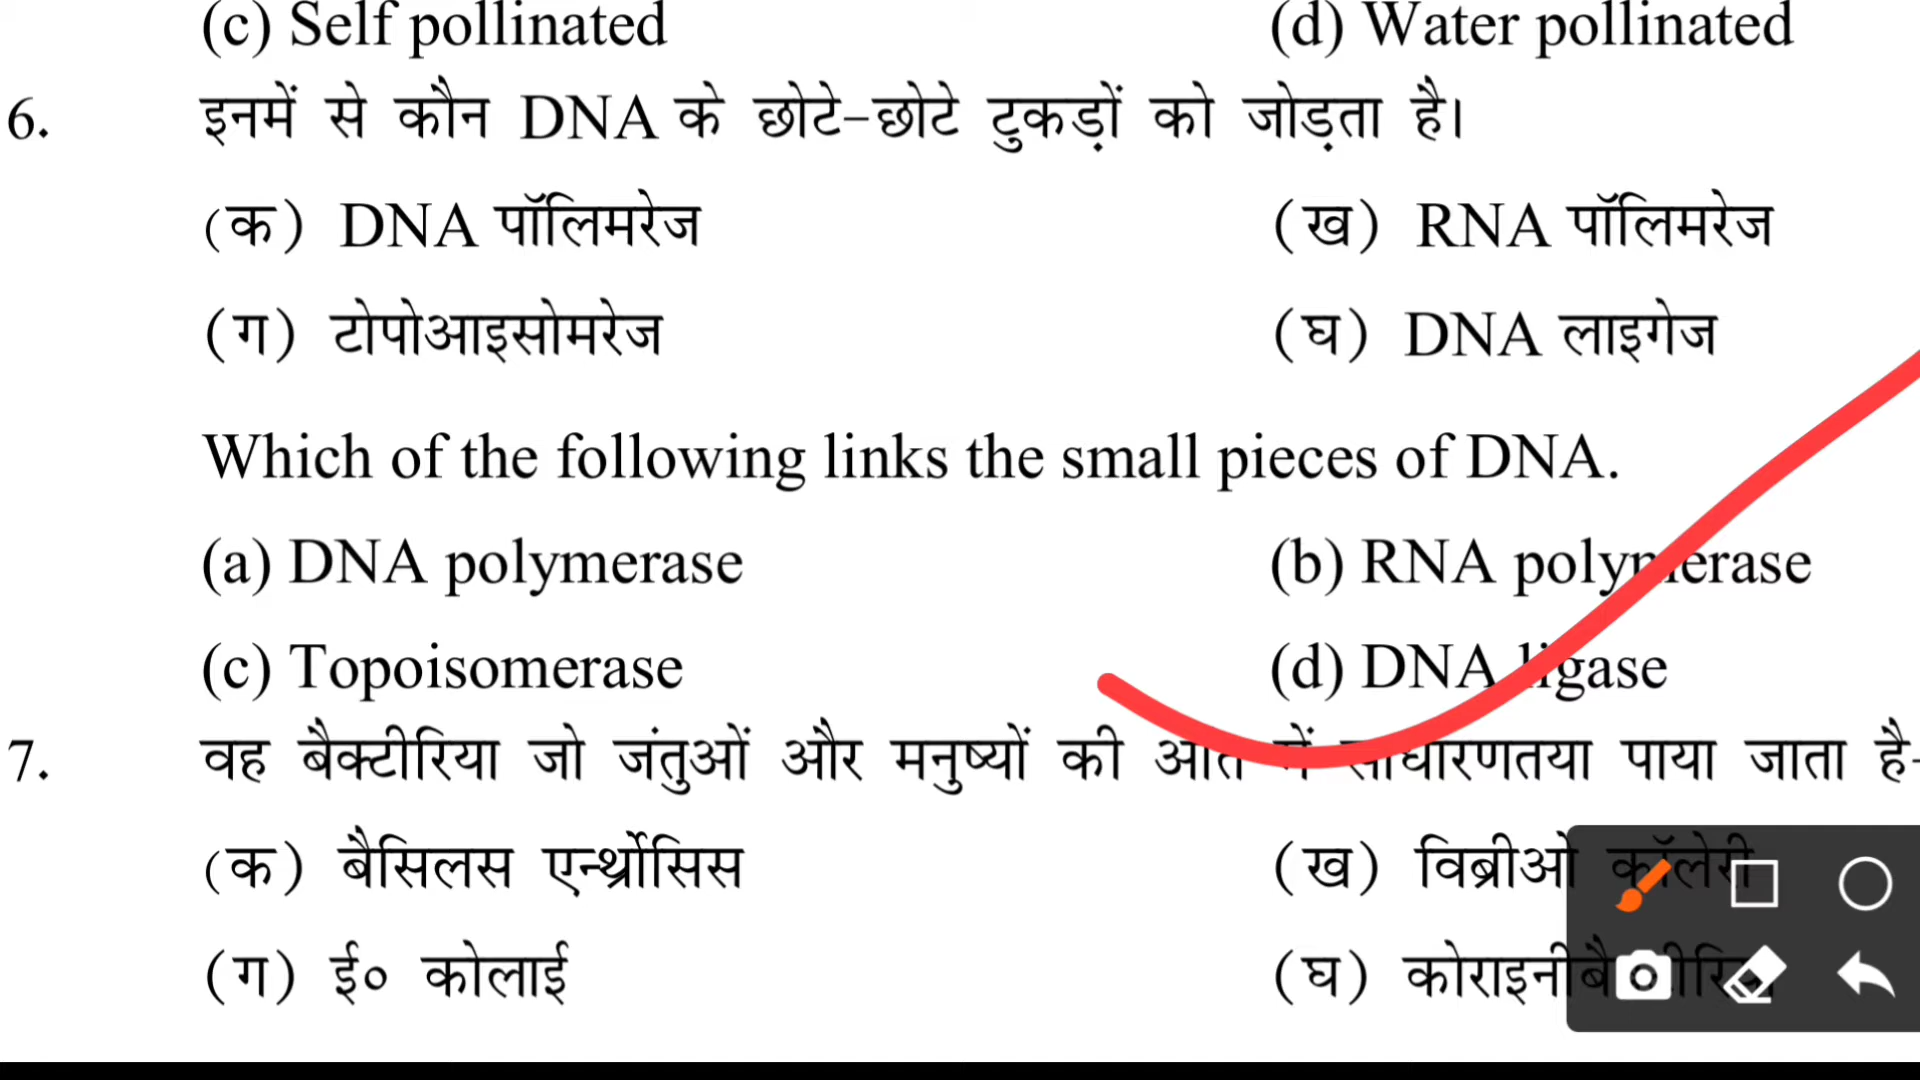 (c) Self pollinated (d) Water pollinated
6. इनमें से कौन DNA के छोटे-छोटे टुकड़ों को जोड़ता है।
(क) DNA पॉलिमरेज (ख) RNA पॉलिमरेज
(ग) टोपोआइसोमरेज (घ) DNA लाइगेज
Which of the following links the small pieces of DNA.
(a) DNA polymerase (b) RNA polymerase
(c) Topoisomerase (d) DNA ligase
7. वह बैक्टीरिया जो जंतुओं और मनुष्यों की आंत में साधारणतया पाया जाता है-
(क) बैसिलस एन्थ्रोसिस (ख) विब्रीओ कॉलेरी
(ग) ई० कोलाई (घ)